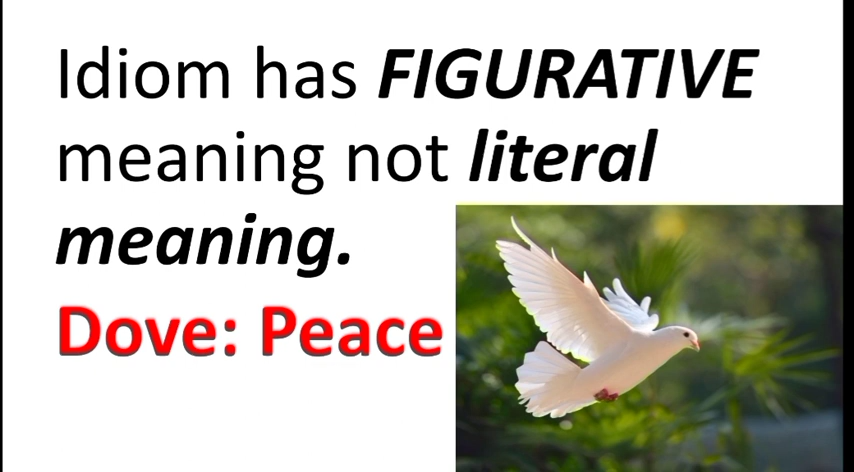 Idiom has FIGURATIVE
meaning not literal
meaning.
Dove: Peace